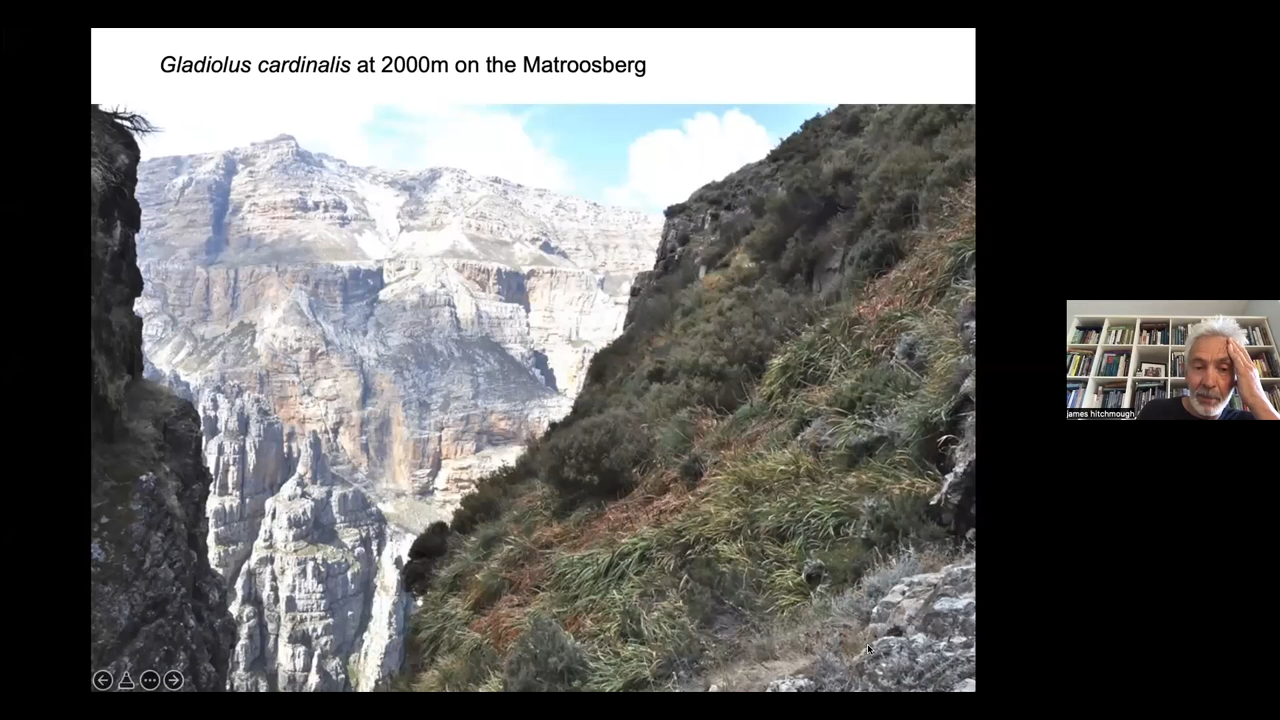 Gladiolus cardinalis at 2000m on the Matroosberg
james hitchmough